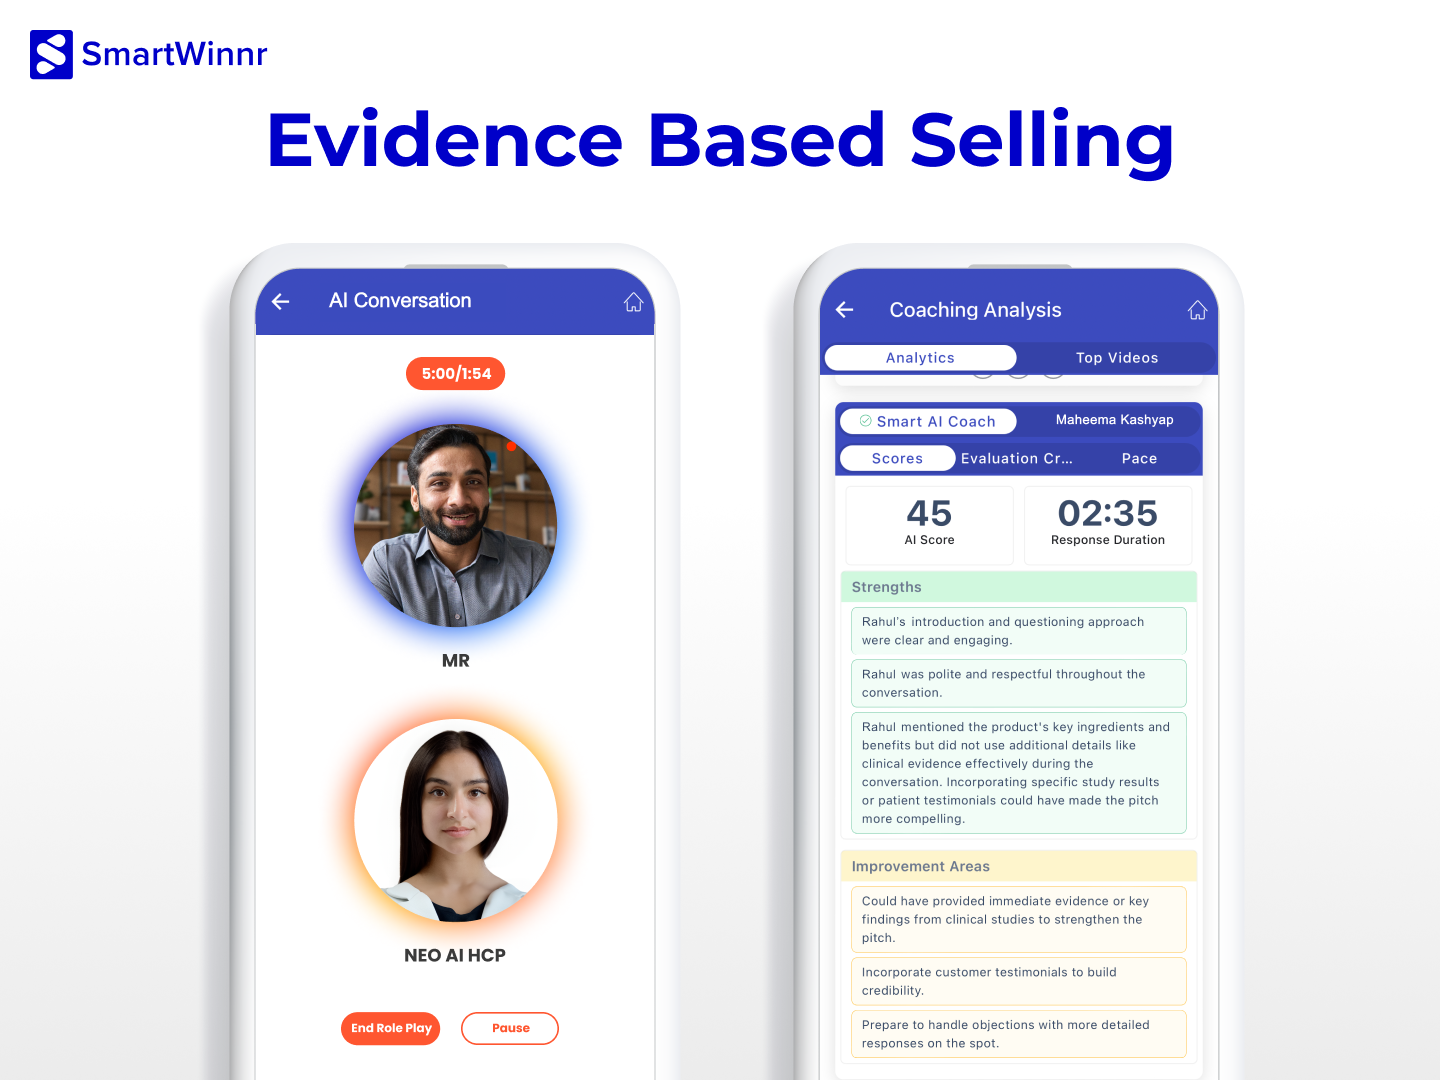 SmartWinnr
Evidence Based Selling
AI Conversation
5:00/1:54
MR
NEO AI HCP
End Role Play
Pause
Coaching Analysis
Analytics
Top Videos
Smart AI Coach
Maheema Kashyap
Scores
Evaluation Cr...
Pace
45
AI Score
02:35
Response Duration
Strengths
Rahul's introduction and questioning approach
were clear and engaging.
Rahul was polite and respectful throughout the
conversation.
Rahul mentioned the product's key ingredients and
benefits but did not use additional details like
clinical evidence effectively during the
conversation. Incorporating specific study results
or patient testimonials could have made the pitch
more compelling.
Improvement Areas
Could have provided immediate evidence or key
findings from clinical studies to strengthen the
pitch.
Incorporate customer testimonials to build
credibility.
Prepare to handle objections with more detailed
responses on the spot.